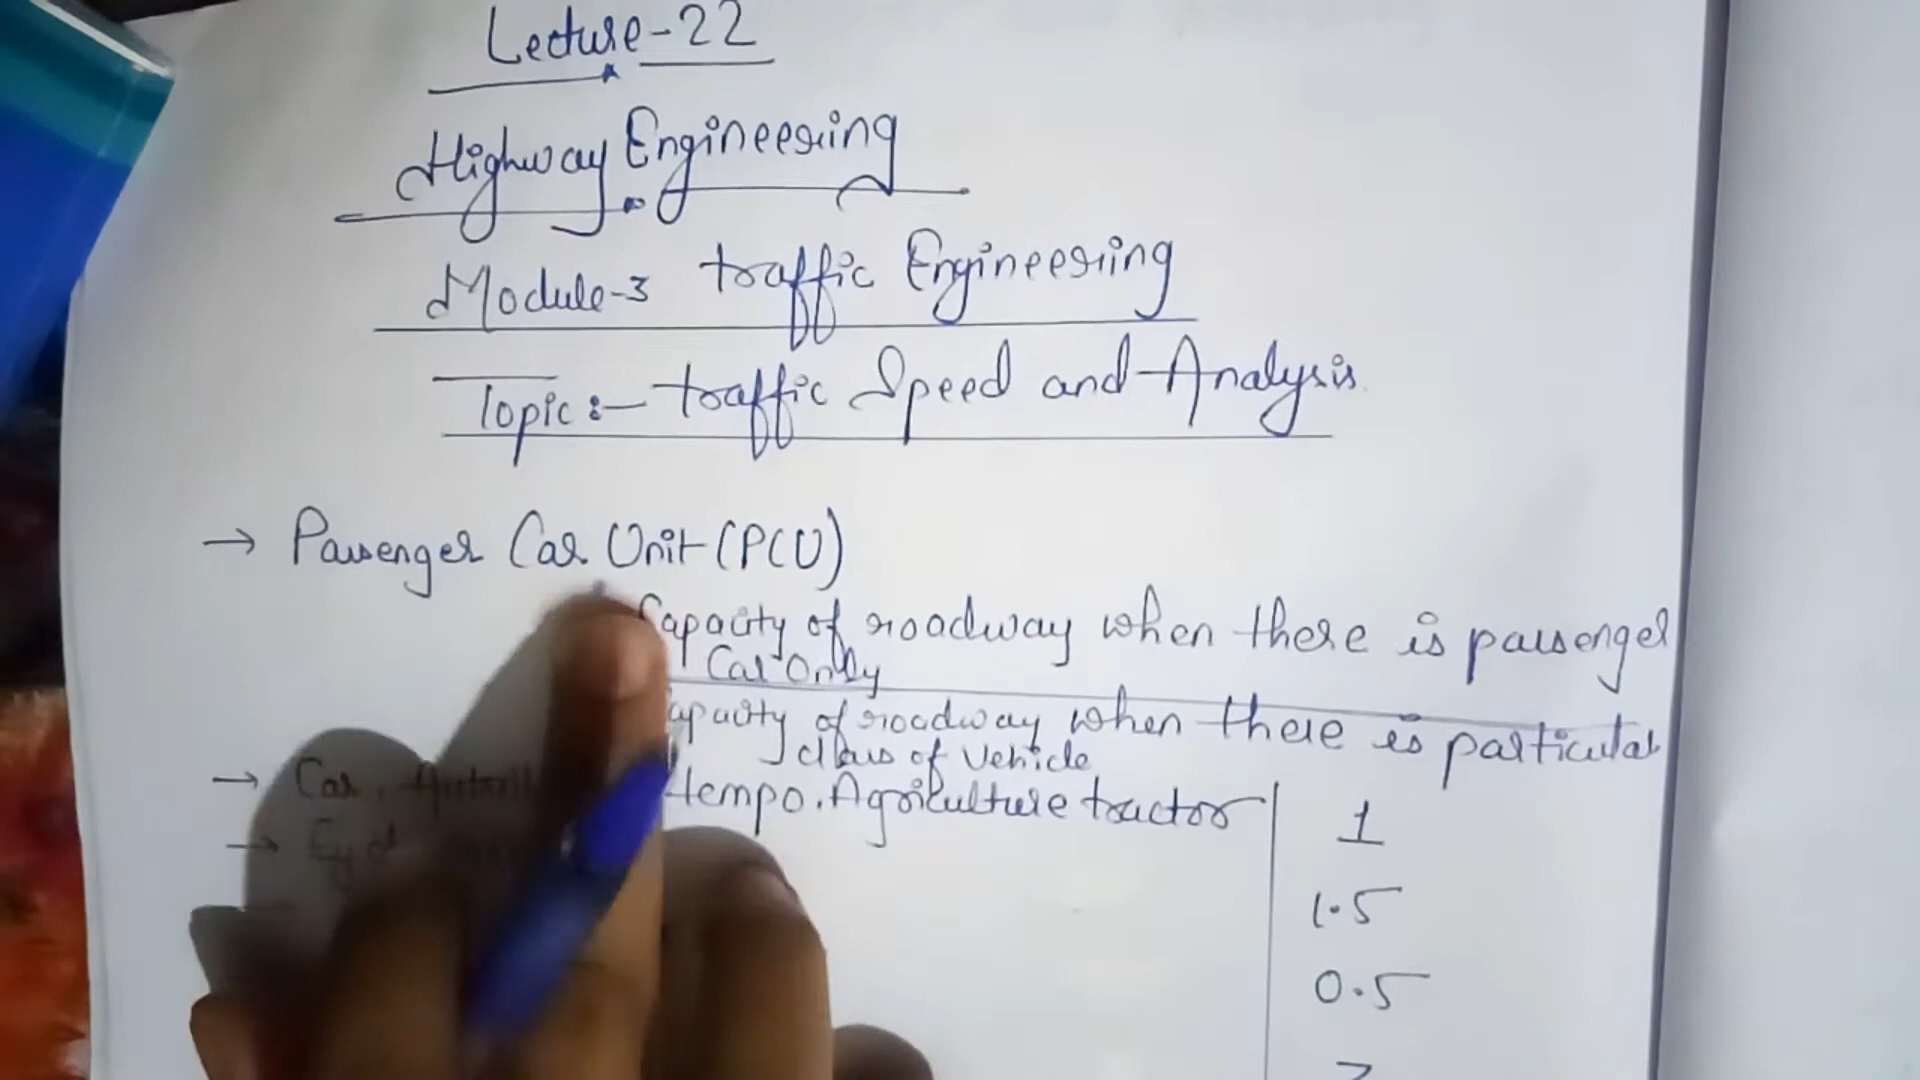 Lecture-22
Highway Engineering
Module-3 traffic Engineering
Topic:- traffic Speed and Analysis
→ Passenger Car Unit (PCU)
Capacity of roadway when there is passenger
Car Only
Capacity of roadway when there is particular
class of Vehicle
→ Car, tempo. Agriculture tractor 1
→ 1.5
0.5